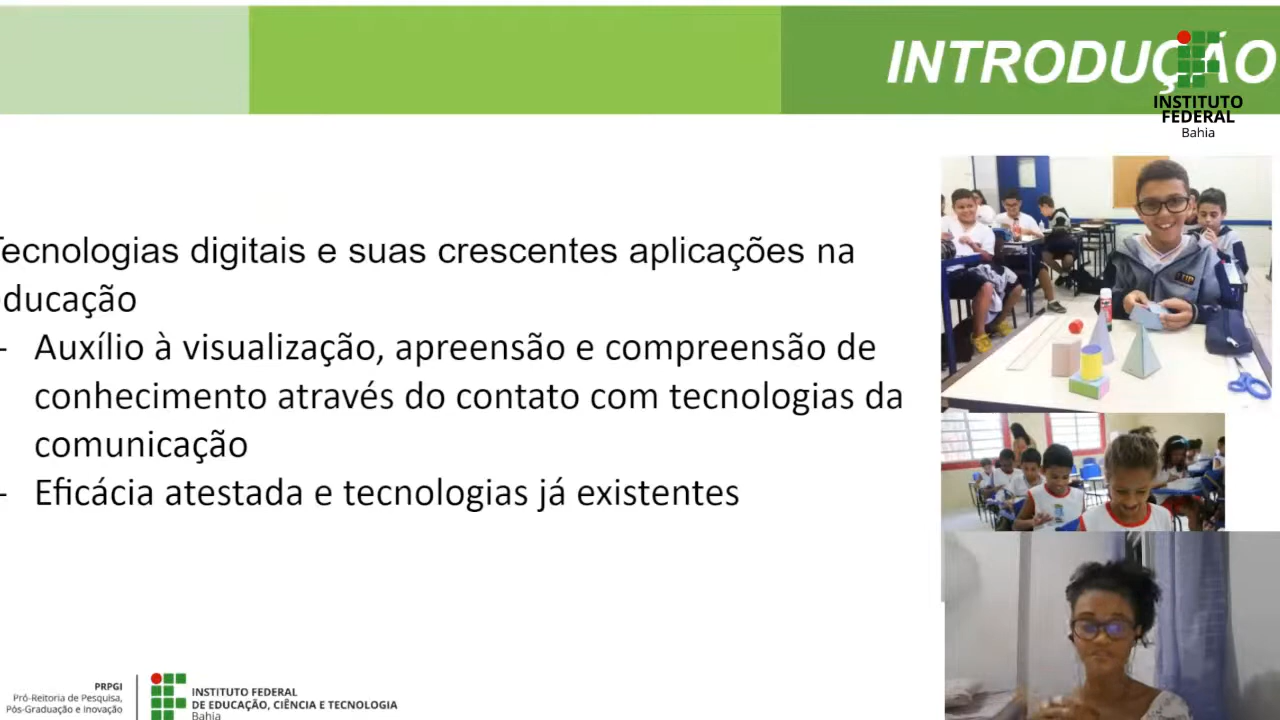 INTRODUÇÃO
INSTITUTO
FEDERAL
Bahia
Tecnologias digitais e suas crescentes aplicações na
educação
- Auxílio à visualização, apreensão e compreensão de
conhecimento através do contato com tecnologias da
comunicação
- Eficácia atestada e tecnologias já existentes
PRPGI
Pró-Reitoria de Pesquisa,
Pós-Graduação e Inovação
INSTITUTO FEDERAL
DE EDUCAÇÃO, CIÊNCIA E TECNOLOGIA
Bahia